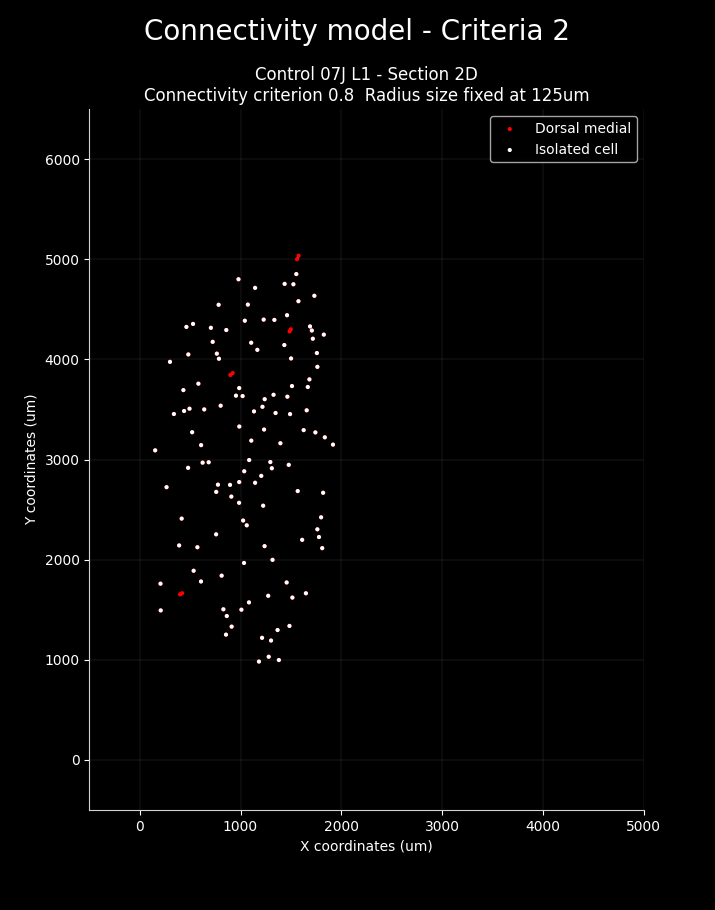 Connectivity model - Criteria 2
Control 07J L1 - Section 2D
Connectivity criterion 0.8  Radius size fixed at 125um
Dorsal medial
Isolated cell
6000
5000
4000
3000
2000
1000
0
Y coordinates (um)
0 1000 2000 3000 4000 5000
X coordinates (um)